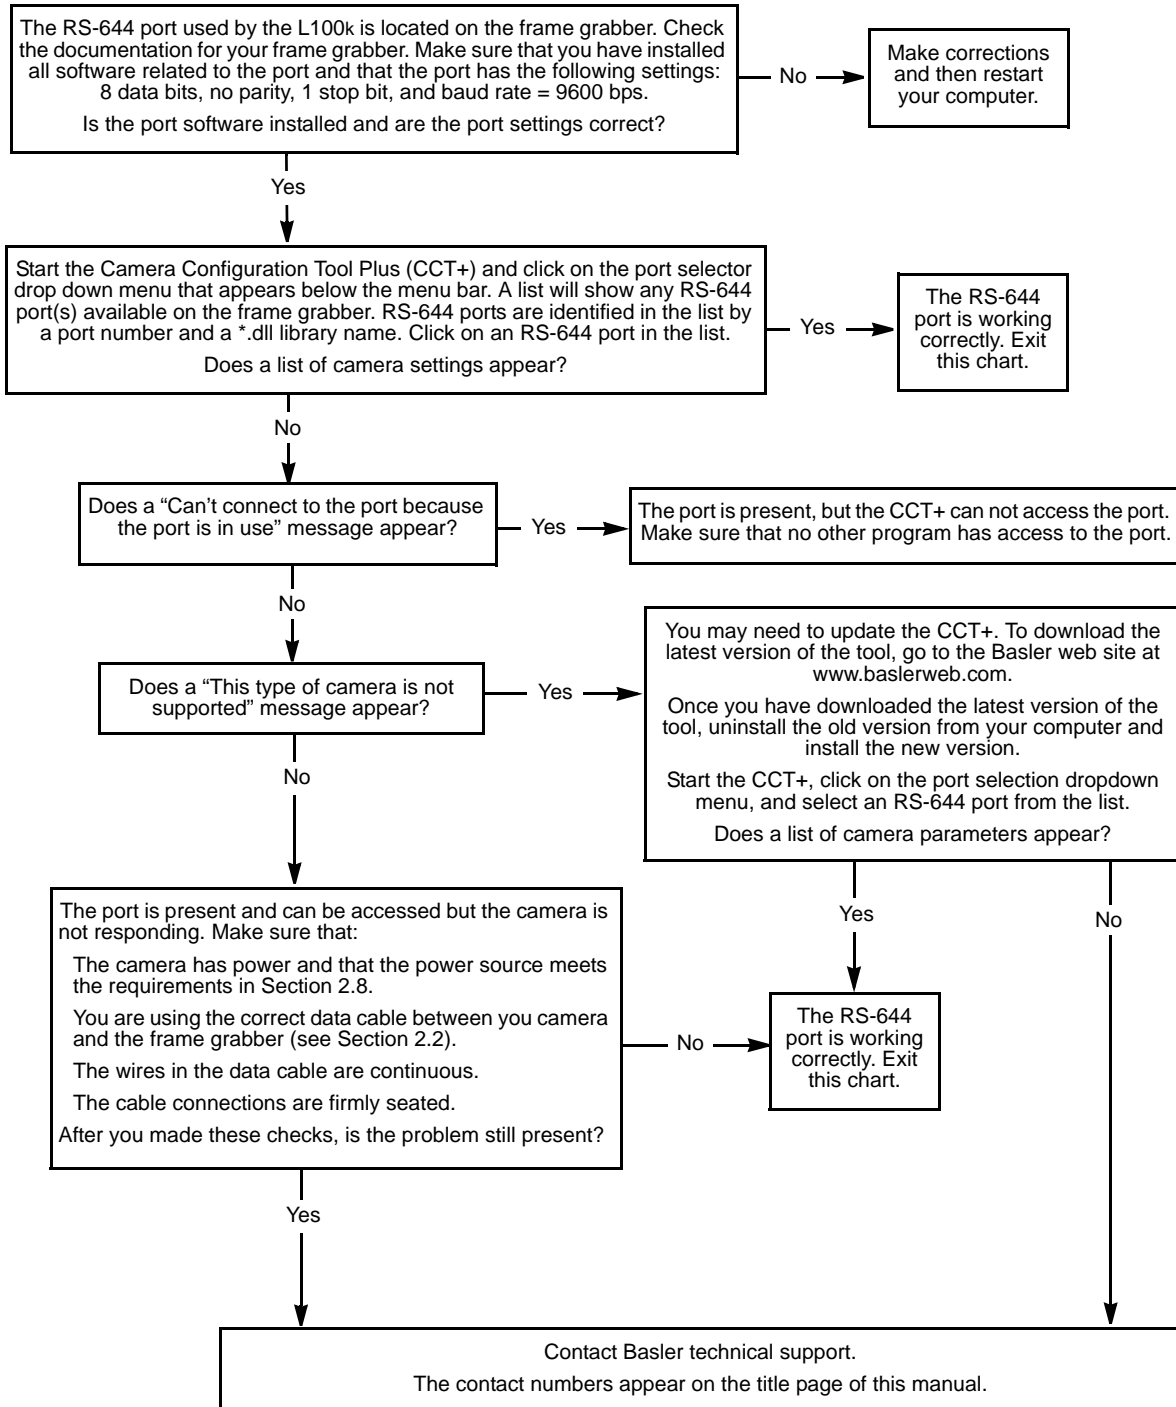 The RS-644 port used by the L100k is located on the frame grabber. Check
the documentation for your frame grabber. Make sure that you have installed
all software related to the port and that the port has the following settings:
8 data bits, no parity, 1 stop bit, and baud rate = 9600 bps.
Is the port software installed and are the port settings correct?
No
Make corrections
and then restart
your computer.
Yes
Start the Camera Configuration Tool Plus (CCT+) and click on the port selector
drop down menu that appears below the menu bar. A list will show any RS-644
port(s) available on the frame grabber. RS-644 ports are identified in the list by
a port number and a *.dll library name. Click on an RS-644 port in the list.
Does a list of camera settings appear?
Yes
The RS-644
port is working
correctly. Exit
this chart.
No
Does a “Can’t connect to the port because
the port is in use” message appear?
Yes
The port is present, but the CCT+ can not access the port.
Make sure that no other program has access to the port.
No
Does a “This type of camera is not
supported” message appear?
Yes
You may need to update the CCT+. To download the
latest version of the tool, go to the Basler web site at
www.baslerweb.com.
Once you have downloaded the latest version of the
tool, uninstall the old version from your computer and
install the new version.
Start the CCT+, click on the port selection dropdown
menu, and select an RS-644 port from the list.
Does a list of camera parameters appear?
No
The port is present and can be accessed but the camera is
not responding. Make sure that:
The camera has power and that the power source meets
the requirements in Section 2.8.
You are using the correct data cable between you camera
and the frame grabber (see Section 2.2).
The wires in the data cable are continuous.
The cable connections are firmly seated.
After you made these checks, is the problem still present?
No
Yes
The RS-644
port is working
correctly. Exit
this chart.
No
Yes
Contact Basler technical support.
The contact numbers appear on the title page of this manual.